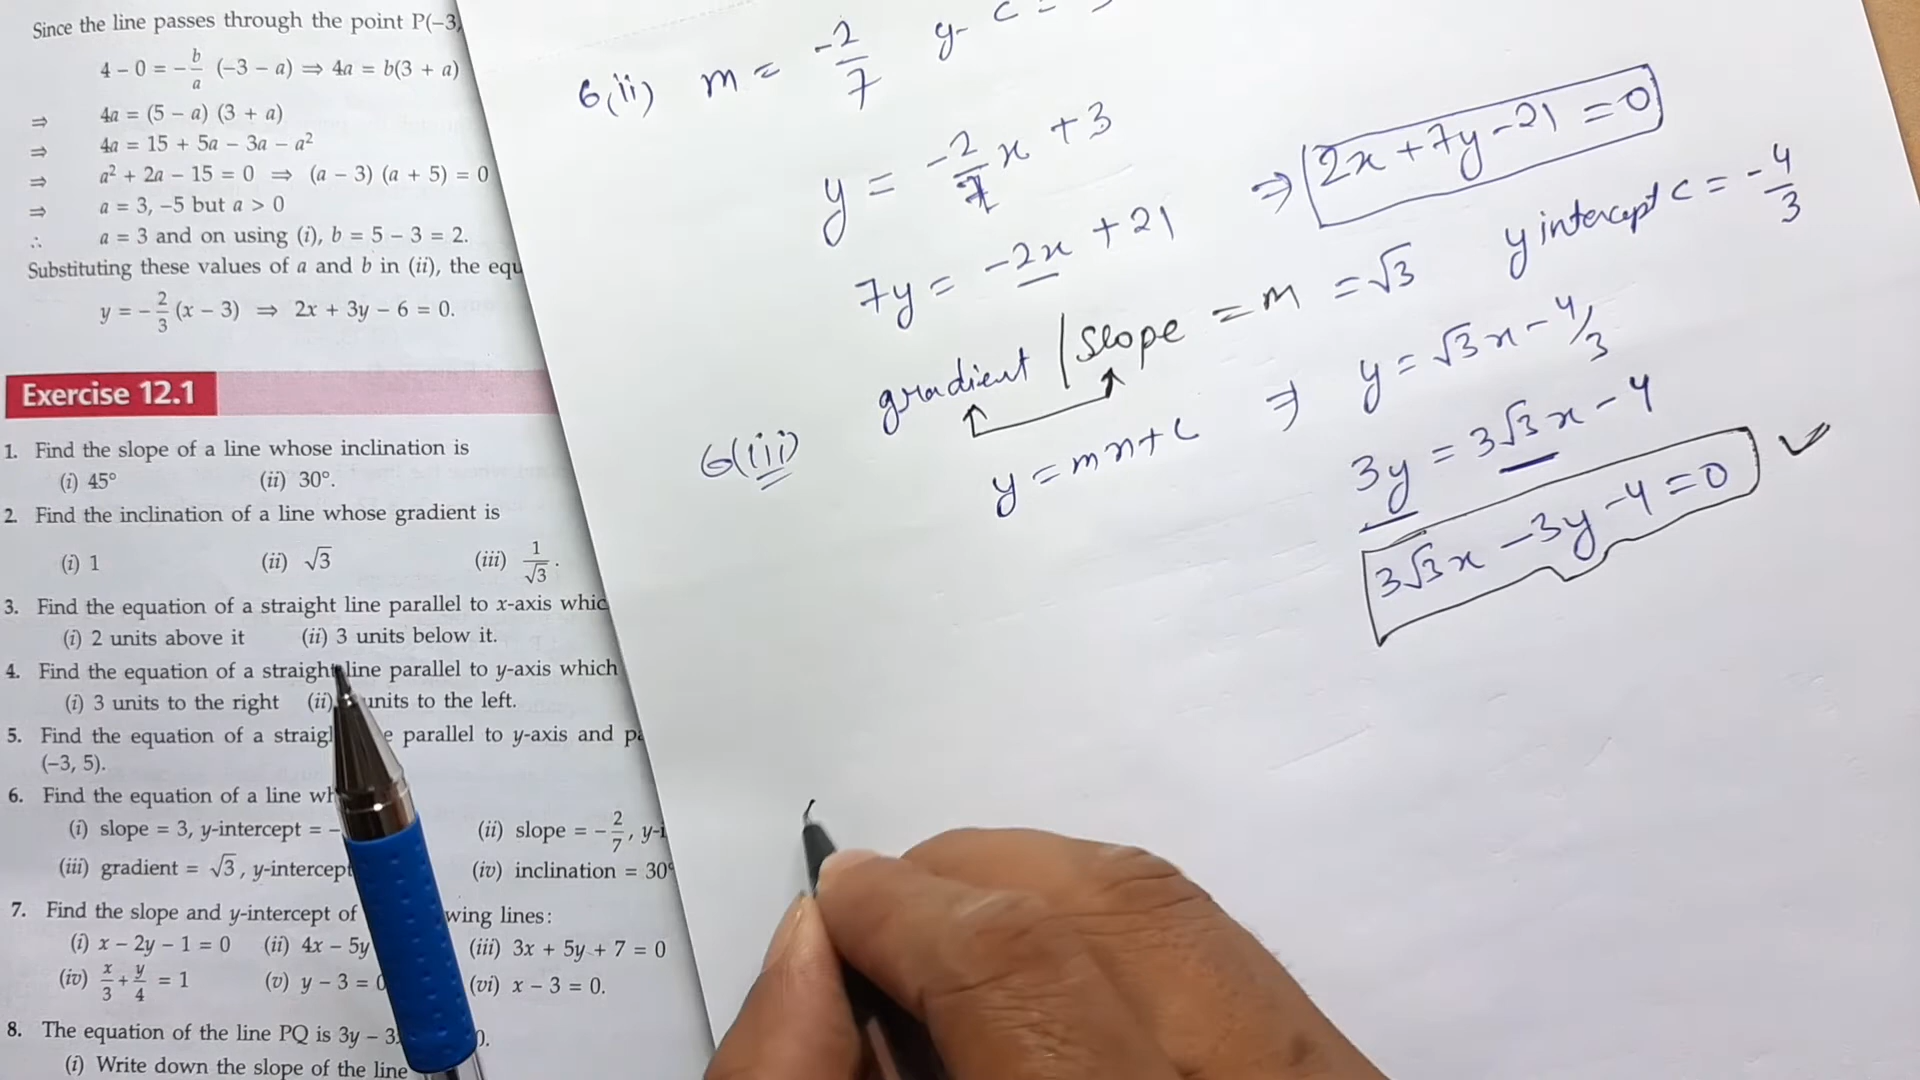 Since the line passes through the point P(−3,
4 − 0 = −b/a (−3 − a) ⇒ 4a = b(3 + a)
⇒ 4a = (5 − a) (3 + a)
⇒ 4a = 15 + 5a − 3a − a²
⇒ a² + 2a − 15 = 0 ⇒ (a − 3) (a + 5) = 0
⇒ a = 3, −5 but a > 0
∴ a = 3 and on using (i), b = 5 − 3 = 2.
Substituting these values of a and b in (ii), the equ
y = −2/3 (x − 3) ⇒ 2x + 3y − 6 = 0.
Exercise 12.1
1. Find the slope of a line whose inclination is
(i) 45° (ii) 30°.
2. Find the inclination of a line whose gradient is
(i) 1 (ii) √3 (iii) 1/√3.
3. Find the equation of a straight line parallel to x-axis whic
(i) 2 units above it (ii) 3 units below it.
4. Find the equation of a straight line parallel to y-axis which
(i) 3 units to the right (ii) units to the left.
5. Find the equation of a straig parallel to y-axis and pa
(−3, 5).
6. Find the equation of a line wh
(i) slope = 3, y-intercept = − (ii) slope = −2/7, y-i
(iii) gradient = √3, y-intercept (iv) inclination = 30°
7. Find the slope and y-intercept of wing lines:
(i) x − 2y − 1 = 0 (ii) 4x − 5y (iii) 3x + 5y + 7 = 0
(iv) x/3 + y/4 = 1 (v) y − 3 = 0 (vi) x − 3 = 0.
8. The equation of the line PQ is 3y − 3 0.
(i) Write down the slope of the line
6(ii) m = -2/7 y- c =
y = -2/7 x + 3
7y = -2x + 21 ⇒ 2x + 7y - 21 = 0
gradient / Slope = m = √3 y intercept c = -4/3
6(iii) y = mx + c ⇒ y = √3x - 4/3
3y = 3√3x - 4
3√3x - 3y - 4 = 0